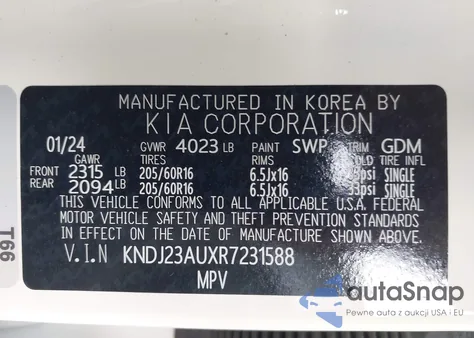 MANUFACTURED IN KOREA BY
KIA CORPORATION
01/24 GVWR 4023 LB PAINT SWP TRIM GDM
GAWR TIRES RIMS COLD TIRE INFL
FRONT 2315 LB 205/60R16 6.5Jx16 SINGLE
REAR 2094 LB 205/60R16 6.5Jx16 SINGLE
THIS VEHICLE CONFORMS TO ALL APPLICABLE U.S.A. FEDERAL
MOTOR VEHICLE SAFETY AND THEFT PREVENTION STANDARDS
IN EFFECT ON THE DATE OF MANUFACTURE SHOWN ABOVE.
V.I.N KNDJ23AUXR7231588
MPV
T66
autoSnap
Pewne auta z aukcji USA i EU